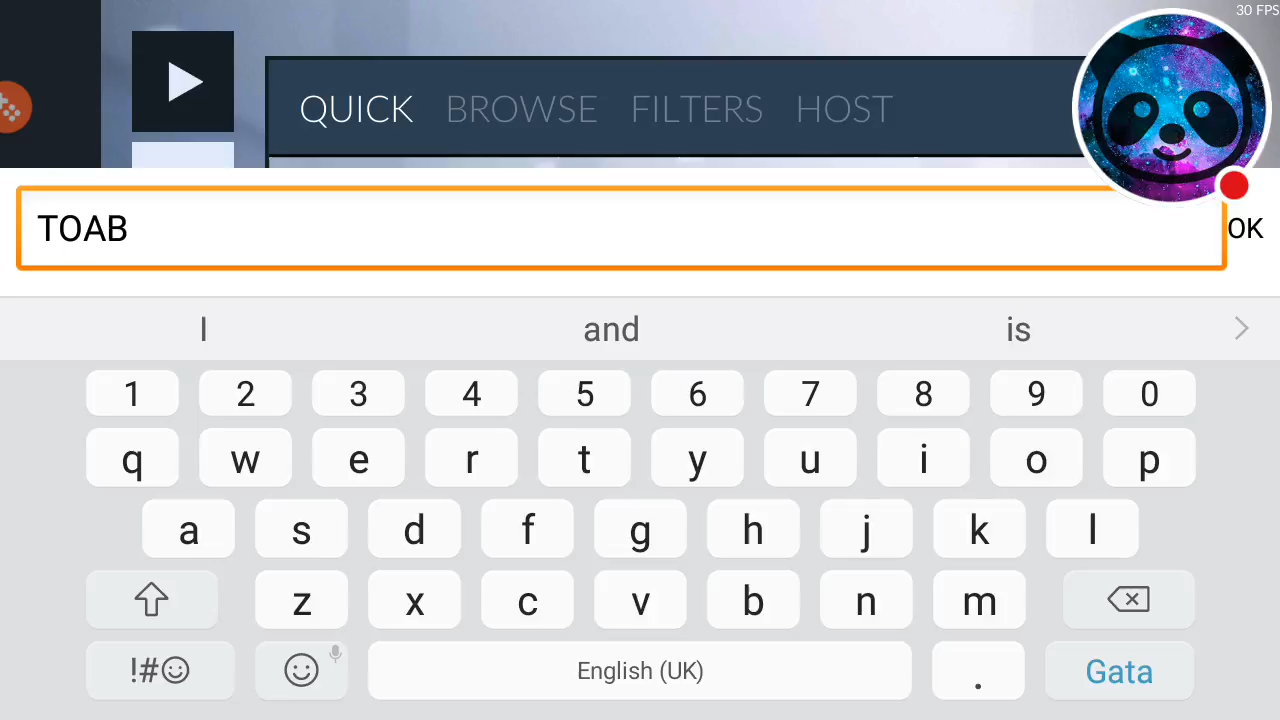 30 FPS
QUICK BROWSE FILTERS HOST
TOAB
OK
I and is
1 2 3 4 5 6 7 8 9 0
q w e r t y u i o p
a s d f g h j k l
z x c v b n m
!#☺ English (UK) . Gata